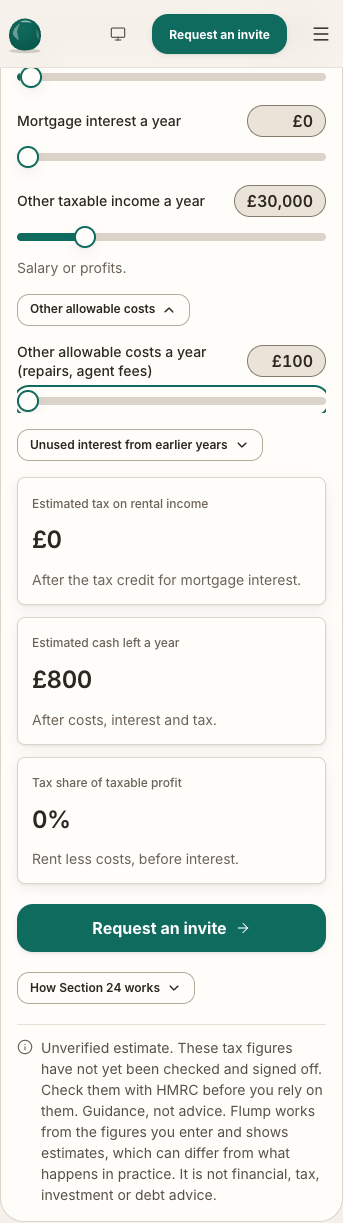 Request an invite
Mortgage interest a year
£0
Other taxable income a year
£30,000
Salary or profits.
Other allowable costs
Other allowable costs a year
(repairs, agent fees)
£100
Unused interest from earlier years
Estimated tax on rental income
£0
After the tax credit for mortgage interest.
Estimated cash left a year
£800
After costs, interest and tax.
Tax share of taxable profit
0%
Rent less costs, before interest.
Request an invite
How Section 24 works
Unverified estimate. These tax figures
have not yet been checked and signed off.
Check them with HMRC before you rely on
them. Guidance, not advice. Flump works
from the figures you enter and shows
estimates, which can differ from what
happens in practice. It is not financial, tax,
investment or debt advice.